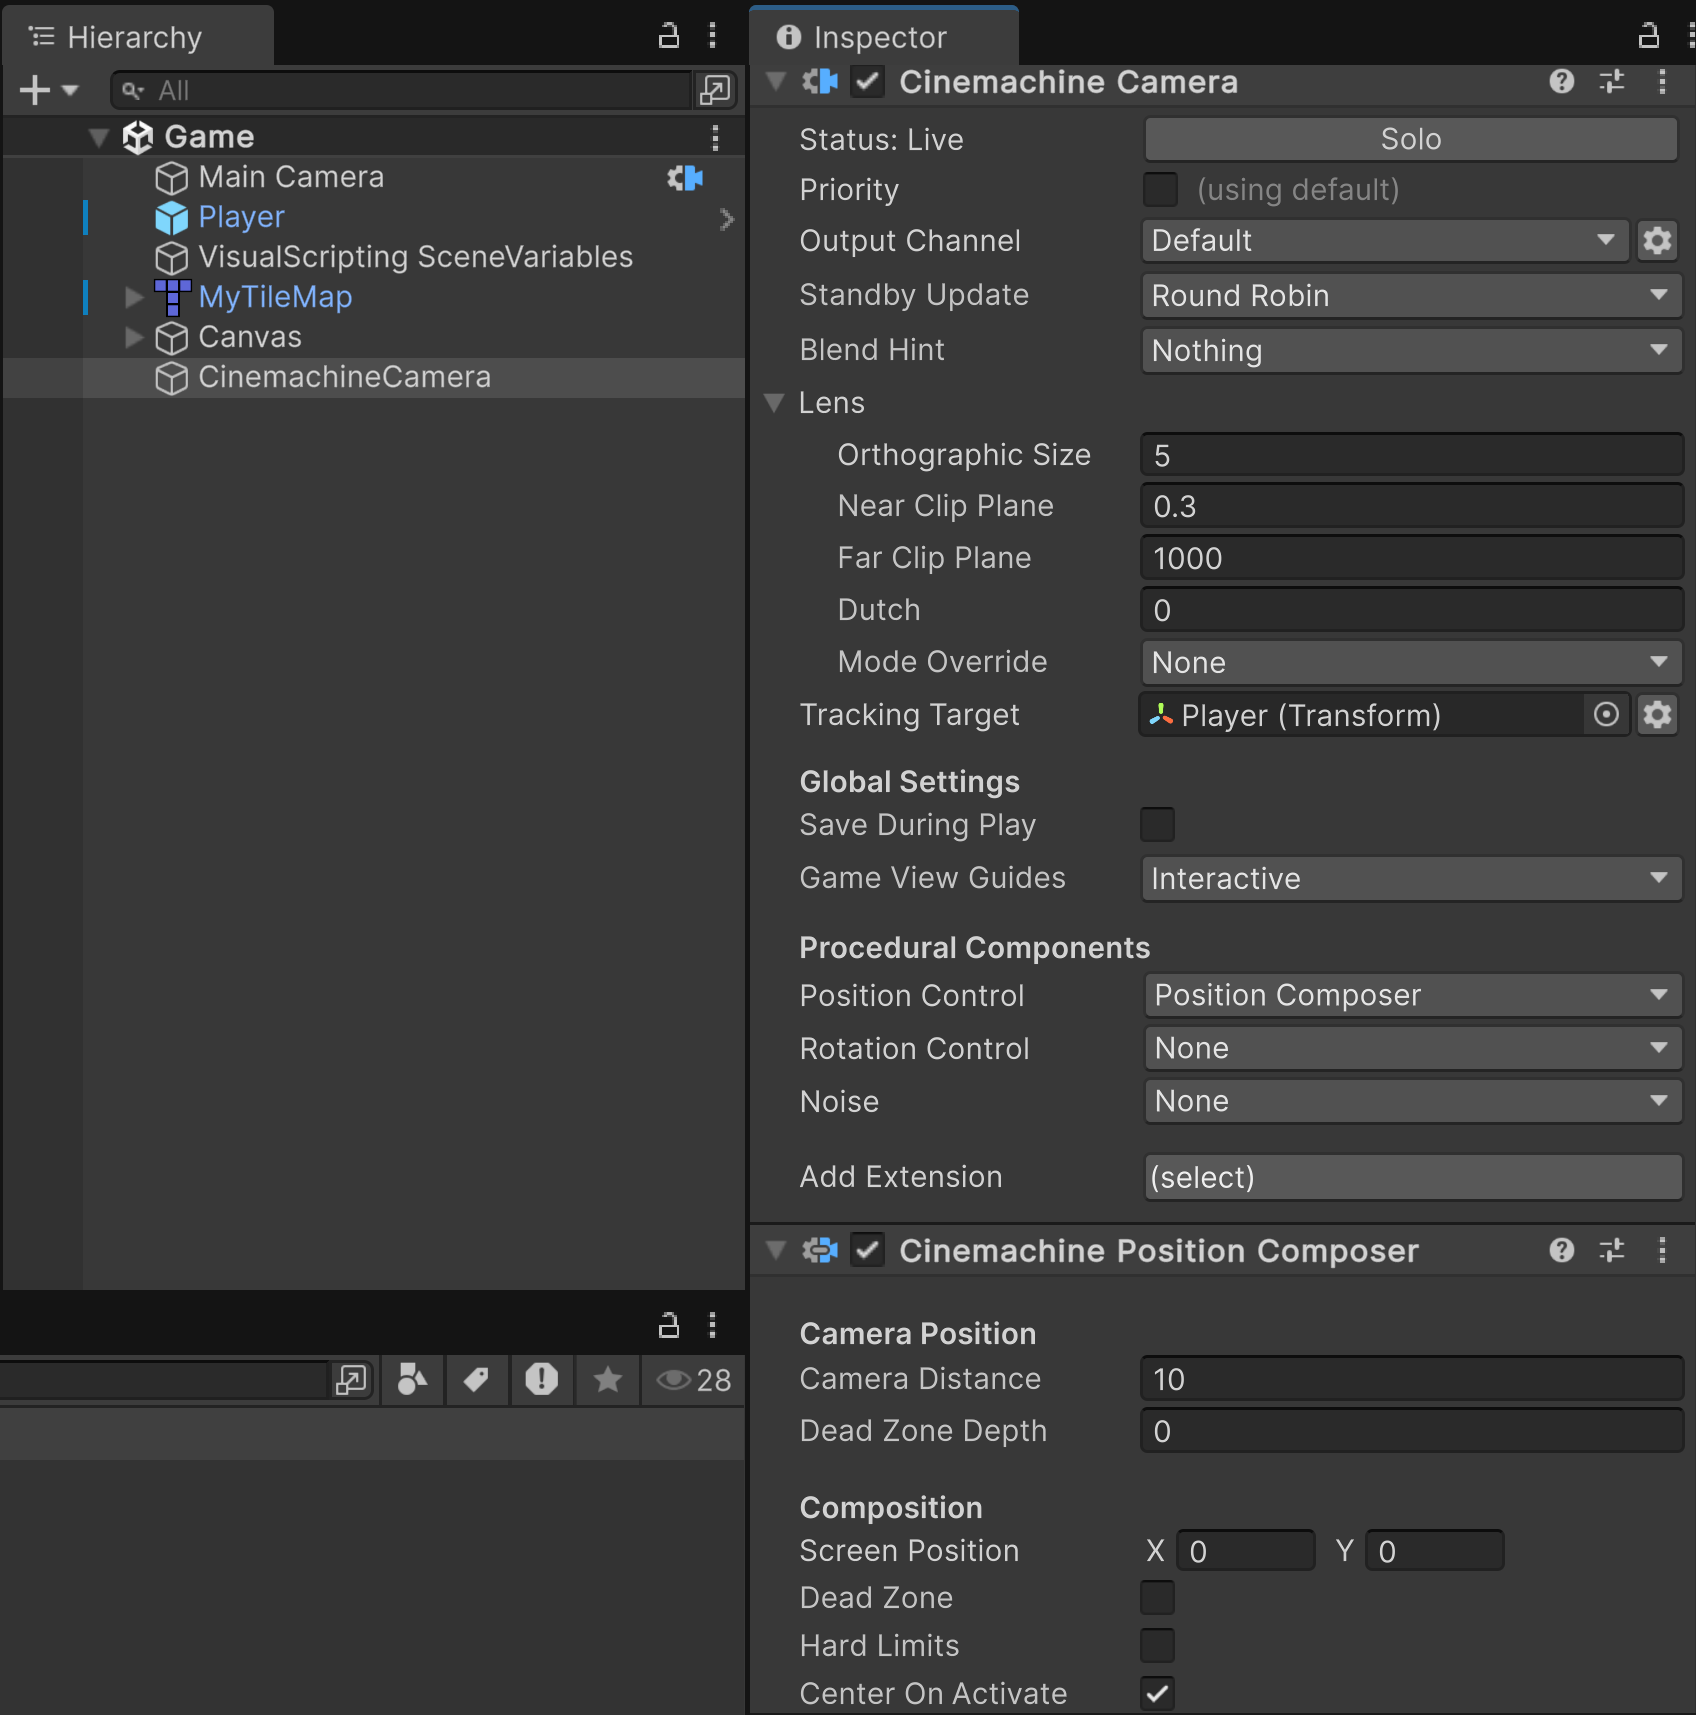 Hierarchy
All
Game
Main Camera
Player
VisualScripting SceneVariables
MyTileMap
Canvas
CinemachineCamera
28
Inspector
Cinemachine Camera
Status: Live Solo
Priority (using default)
Output Channel Default
Standby Update Round Robin
Blend Hint Nothing
Lens
Orthographic Size 5
Near Clip Plane 0.3
Far Clip Plane 1000
Dutch 0
Mode Override None
Tracking Target Player (Transform)
Global Settings
Save During Play
Game View Guides Interactive
Procedural Components
Position Control Position Composer
Rotation Control None
Noise None
Add Extension (select)
Cinemachine Position Composer
Camera Position
Camera Distance 10
Dead Zone Depth 0
Composition
Screen Position X 0 Y 0
Dead Zone
Hard Limits
Center On Activate